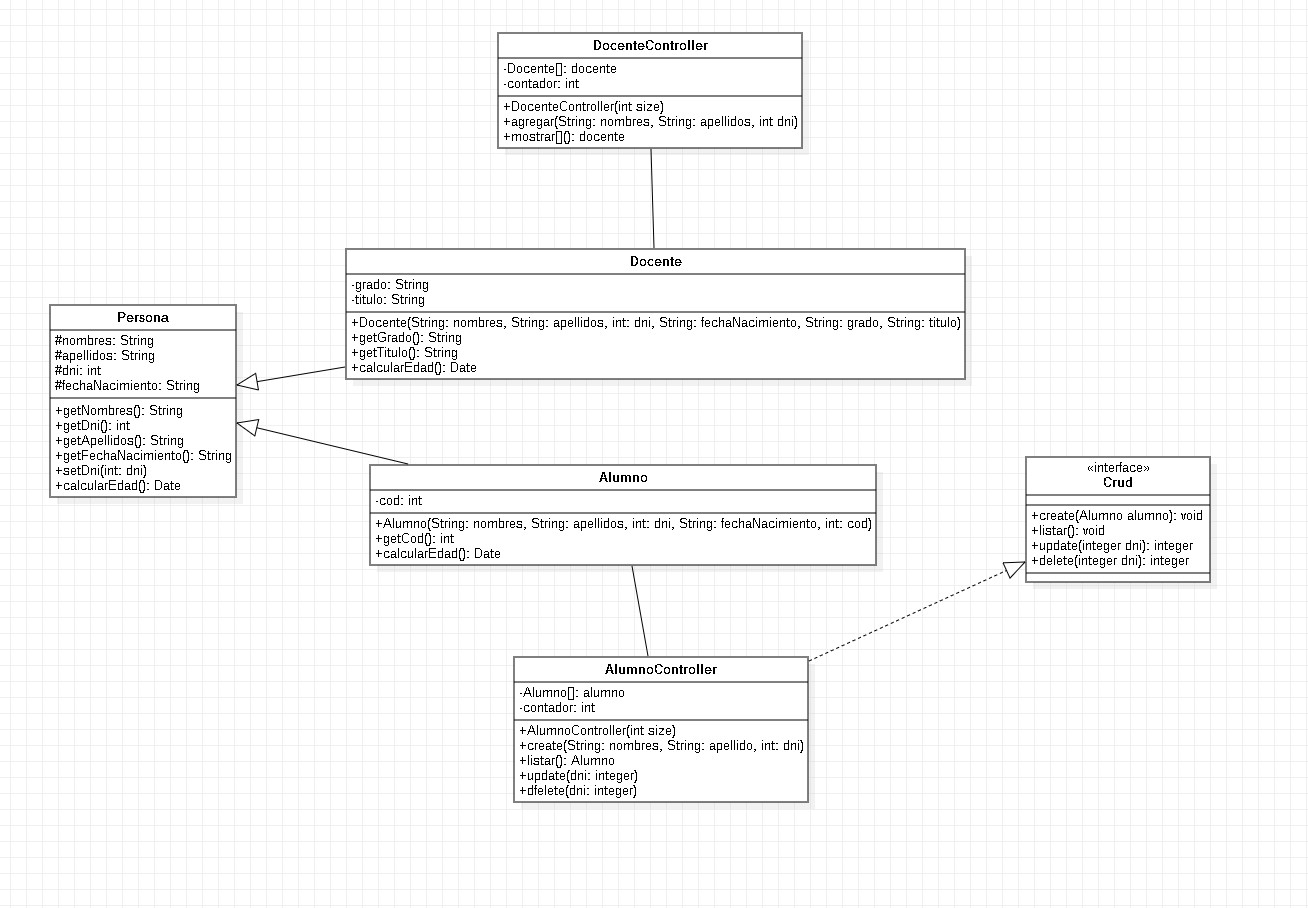 DocenteController
-Docente[]: docente
-contador: int
+DocenteController(int size)
+agregar(String: nombres, String: apellidos, int dni)
+mostrar[](): docente
Docente
-grado: String
-titulo: String
+Docente(String: nombres, String: apellidos, int: dni, String: fechaNacimiento, String: grado, String: titulo)
+getGrado(): String
+getTitulo(): String
+calcularEdad(): Date
Persona
#nombres: String
#apellidos: String
#dni: int
#fechaNacimiento: String
+getNombres(): String
+getDni(): int
+getApellidos(): String
+getFechaNacimiento(): String
+setDni(int: dni)
+calcularEdad(): Date
Alumno
-cod: int
+Alumno(String: nombres, String: apellidos, int: dni, String: fechaNacimiento, int: cod)
+getCod(): int
+calcularEdad(): Date
«interface»
Crud
+create(Alumno alumno): void
+listar(): void
+update(integer dni): integer
+delete(integer dni): integer
AlumnoController
-Alumno[]: alumno
-contador: int
+AlumnoController(int size)
+create(String: nombres, String: apellido, int: dni)
+listar(): Alumno
+update(dni: integer)
+dfelete(dni: integer)